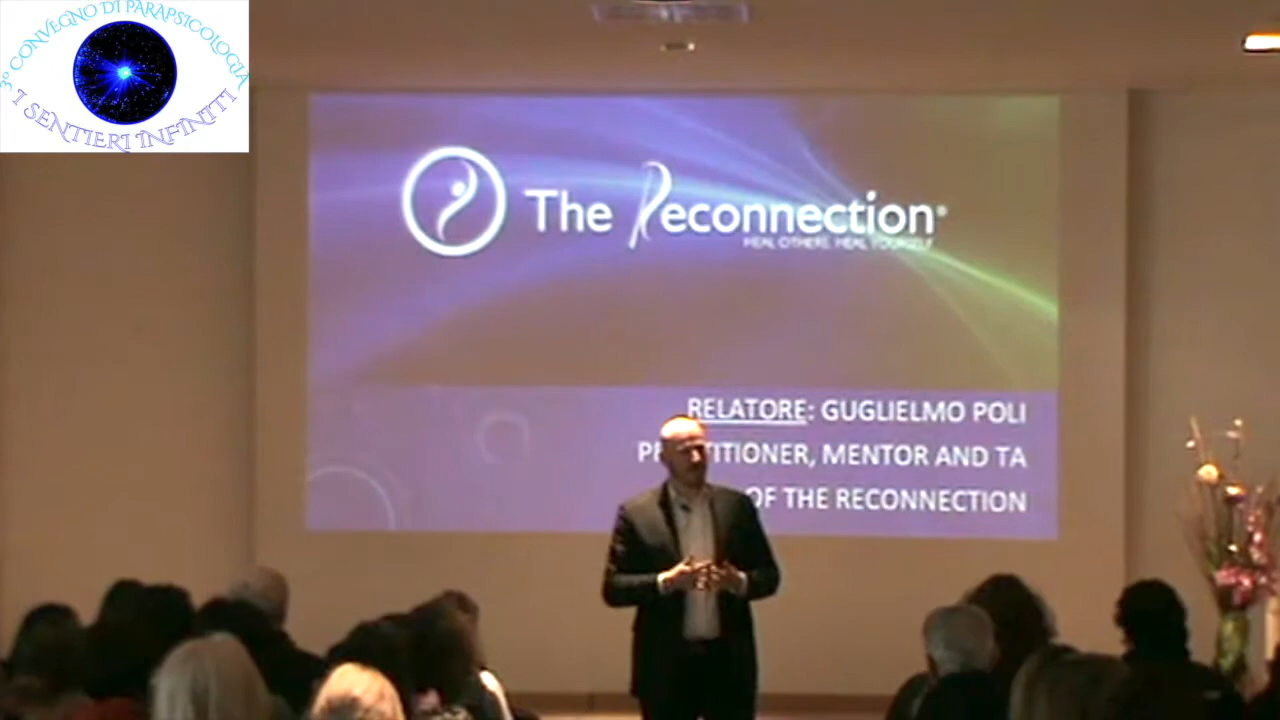 3° CONVEGNO DI PARAPSICOLOGIA
I SENTIERI INFINITI
The Reconnection
HEAL OTHERS. HEAL YOURSELF
RELATORE: GUGLIELMO POLI
MENTOR AND TA
OF THE RECONNECTION